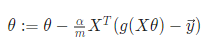 θ := θ − α/m X^T (g(Xθ) − y⃗)